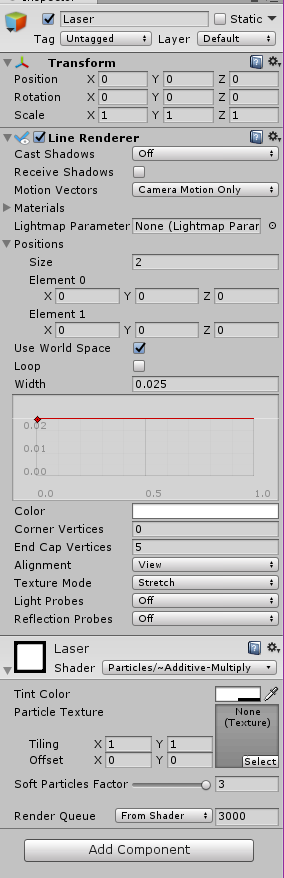 Laser
Static
Tag Untagged Layer Default
Transform
Position X 0 Y 0 Z 0
Rotation X 0 Y 0 Z 0
Scale X 1 Y 1 Z 1
Line Renderer
Cast Shadows Off
Receive Shadows
Motion Vectors Camera Motion Only
Materials
Lightmap Parameter None (Lightmap Parar
Positions
Size 2
Element 0
X 0 Y 0 Z 0
Element 1
X 0 Y 0 Z 0
Use World Space
Loop
Width 0.025
0.02
0.01
0.00
0.0 0.5 1.0
Color
Corner Vertices 0
End Cap Vertices 5
Alignment View
Texture Mode Stretch
Light Probes Off
Reflection Probes Off
Laser
Shader Particles/~Additive-Multiply
Tint Color
Particle Texture None
(Texture)
Tiling X 1 Y 1
Offset X 0 Y 0
Select
Soft Particles Factor 3
Render Queue From Shader 3000
Add Component